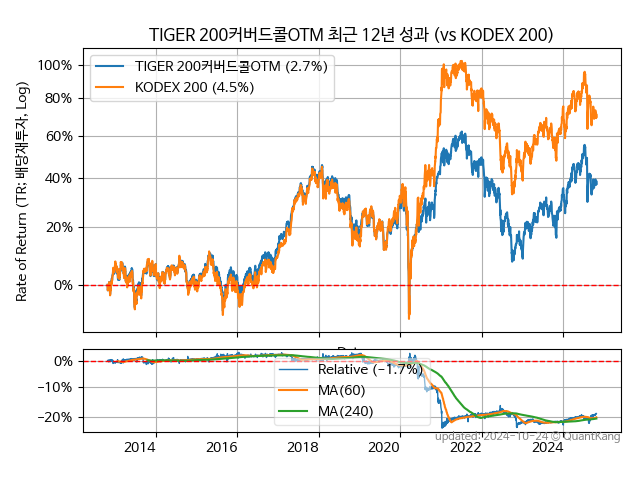 TIGER 200커버드콜OTM 최근 12년 성과 (vs KODEX 200)
Rate of Return (TR; 배당재투자, Log)
100%
80%
60%
40%
20%
0%
TIGER 200커버드콜OTM (2.7%)
KODEX 200 (4.5%)
0%
−10%
−20%
Relative (−1.7%)
MA(60)
MA(240)
2014
2016
2018
2020
2022
2024
updated: 2024-10-24 © QuantKang